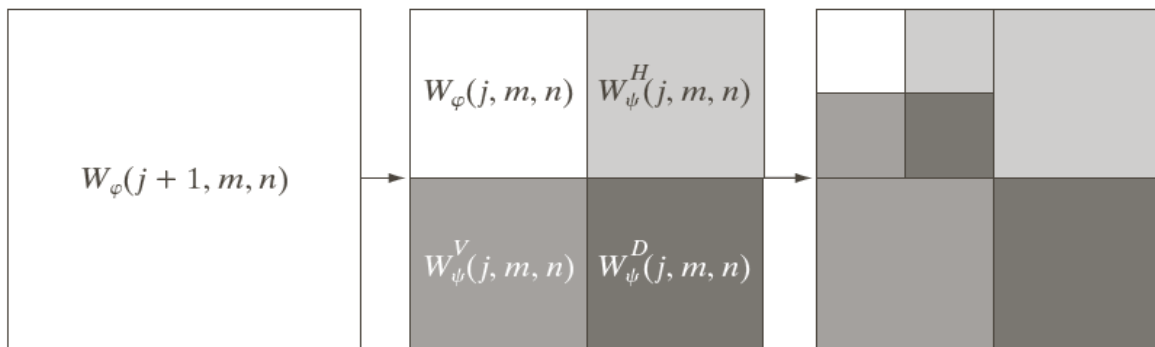 W_φ(j + 1, m, n)
W_φ(j, m, n)
W_ψ^H(j, m, n)
W_ψ^V(j, m, n)
W_ψ^D(j, m, n)